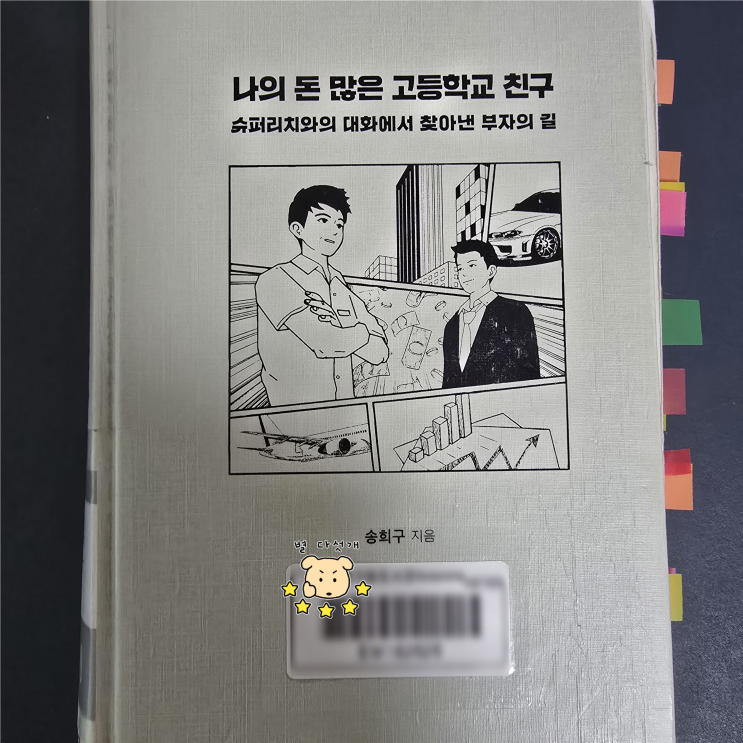 나의 돈 많은 고등학교 친구
슈퍼리치와의 대화에서 찾아낸 부자의 길
송희구 지음
별 다섯개